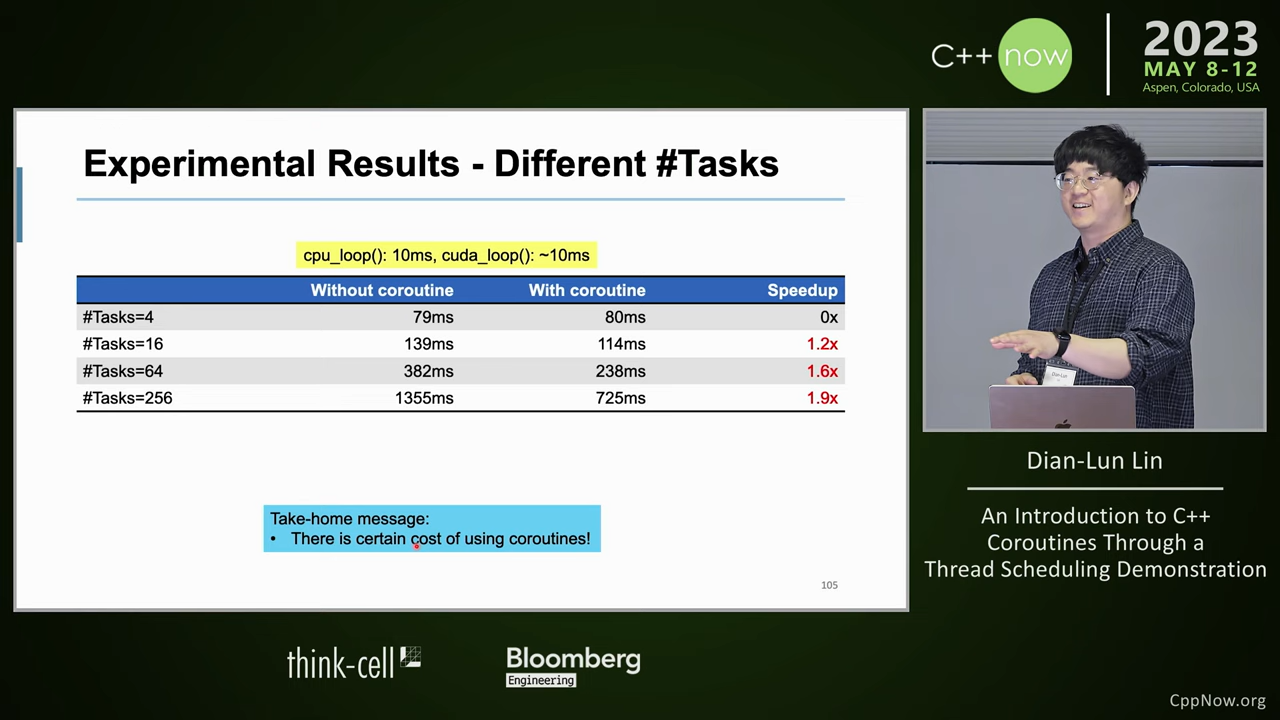 C++ now
2023
MAY 8-12
Aspen, Colorado, USA
Experimental Results - Different #Tasks
cpu_loop(): 10ms, cuda_loop(): ~10ms
Without coroutine With coroutine Speedup
#Tasks=4 79ms 80ms 0x
#Tasks=16 139ms 114ms 1.2x
#Tasks=64 382ms 238ms 1.6x
#Tasks=256 1355ms 725ms 1.9x
Take-home message:
• There is certain cost of using coroutines!
105
Dian-Lun
Dian-Lun Lin
An Introduction to C++
Coroutines Through a
Thread Scheduling Demonstration
think-cell
Bloomberg
Engineering
CppNow.org